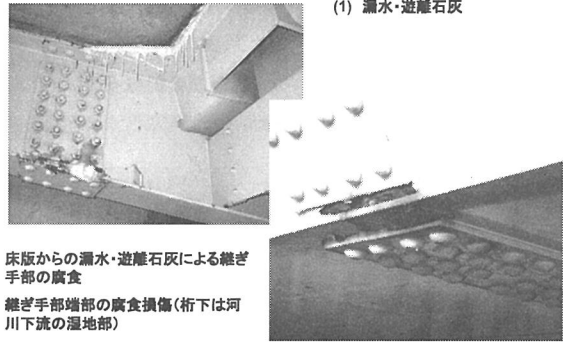 (1) 漏水・遊離石灰
床版からの漏水・遊離石灰による継ぎ
手部の腐食
継ぎ手部端部の腐食損傷(桁下は河
川下流の湿地部)